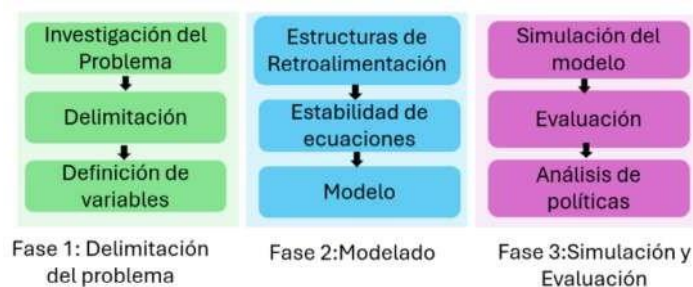 Investigación del
Problema
Delimitación
Definición de
variables
Fase 1: Delimitación
del problema
Estructuras de
Retroalimentación
Estabilidad de
ecuaciones
Modelo
Fase 2:Modelado
Simulación del
modelo
Evaluación
Análisis de
políticas
Fase 3:Simulación y
Evaluación